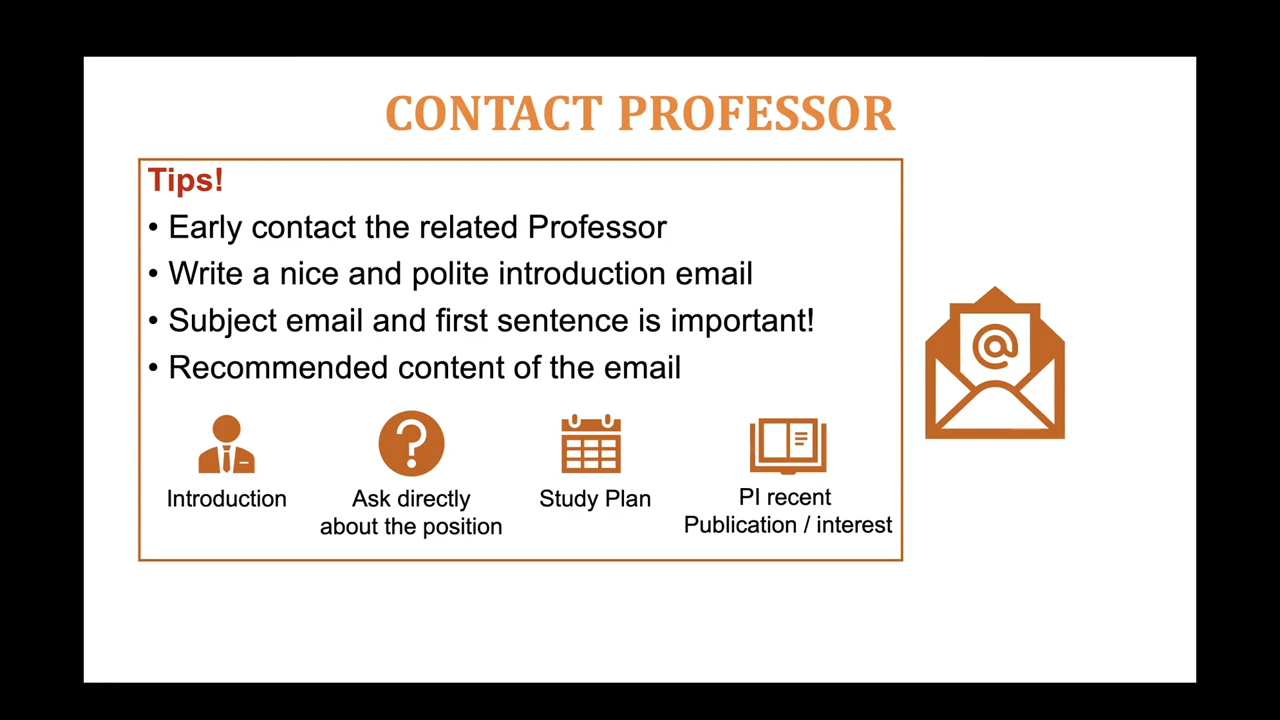 CONTACT PROFESSOR
Tips!
• Early contact the related Professor
• Write a nice and polite introduction email
• Subject email and first sentence is important!
• Recommended content of the email
Introduction
Ask directly
about the position
Study Plan
PI recent
Publication / interest
@